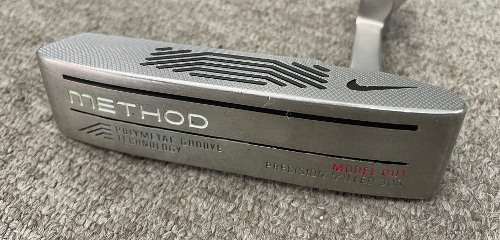 METHOD
POLYMETAL GROOVE
TECHNOLOGY
MODEL 001
PRECISION MILLED 303